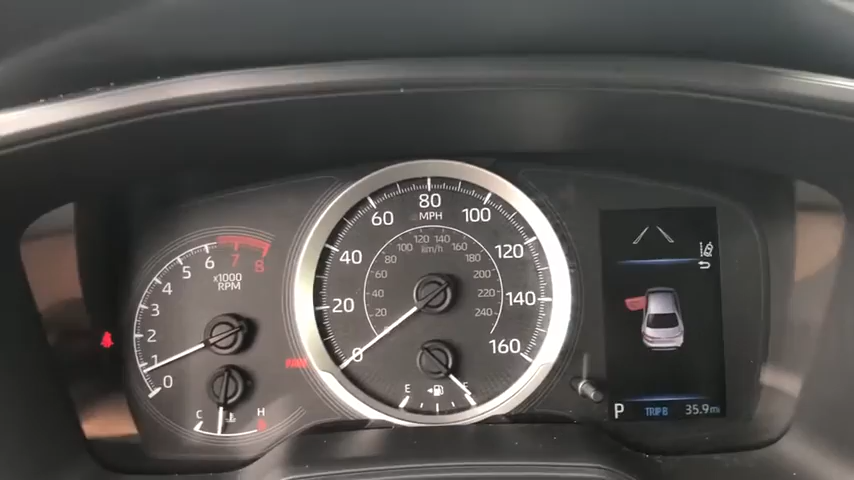 0 1 2 3 4 5 6 7 8
x1000
RPM
C H
0 20 40 60 80 100 120 140 160
MPH
20 40 60 80 100 120 140 160 180 200 220 240
km/h
E F
P
TRIP B 35.9 mi